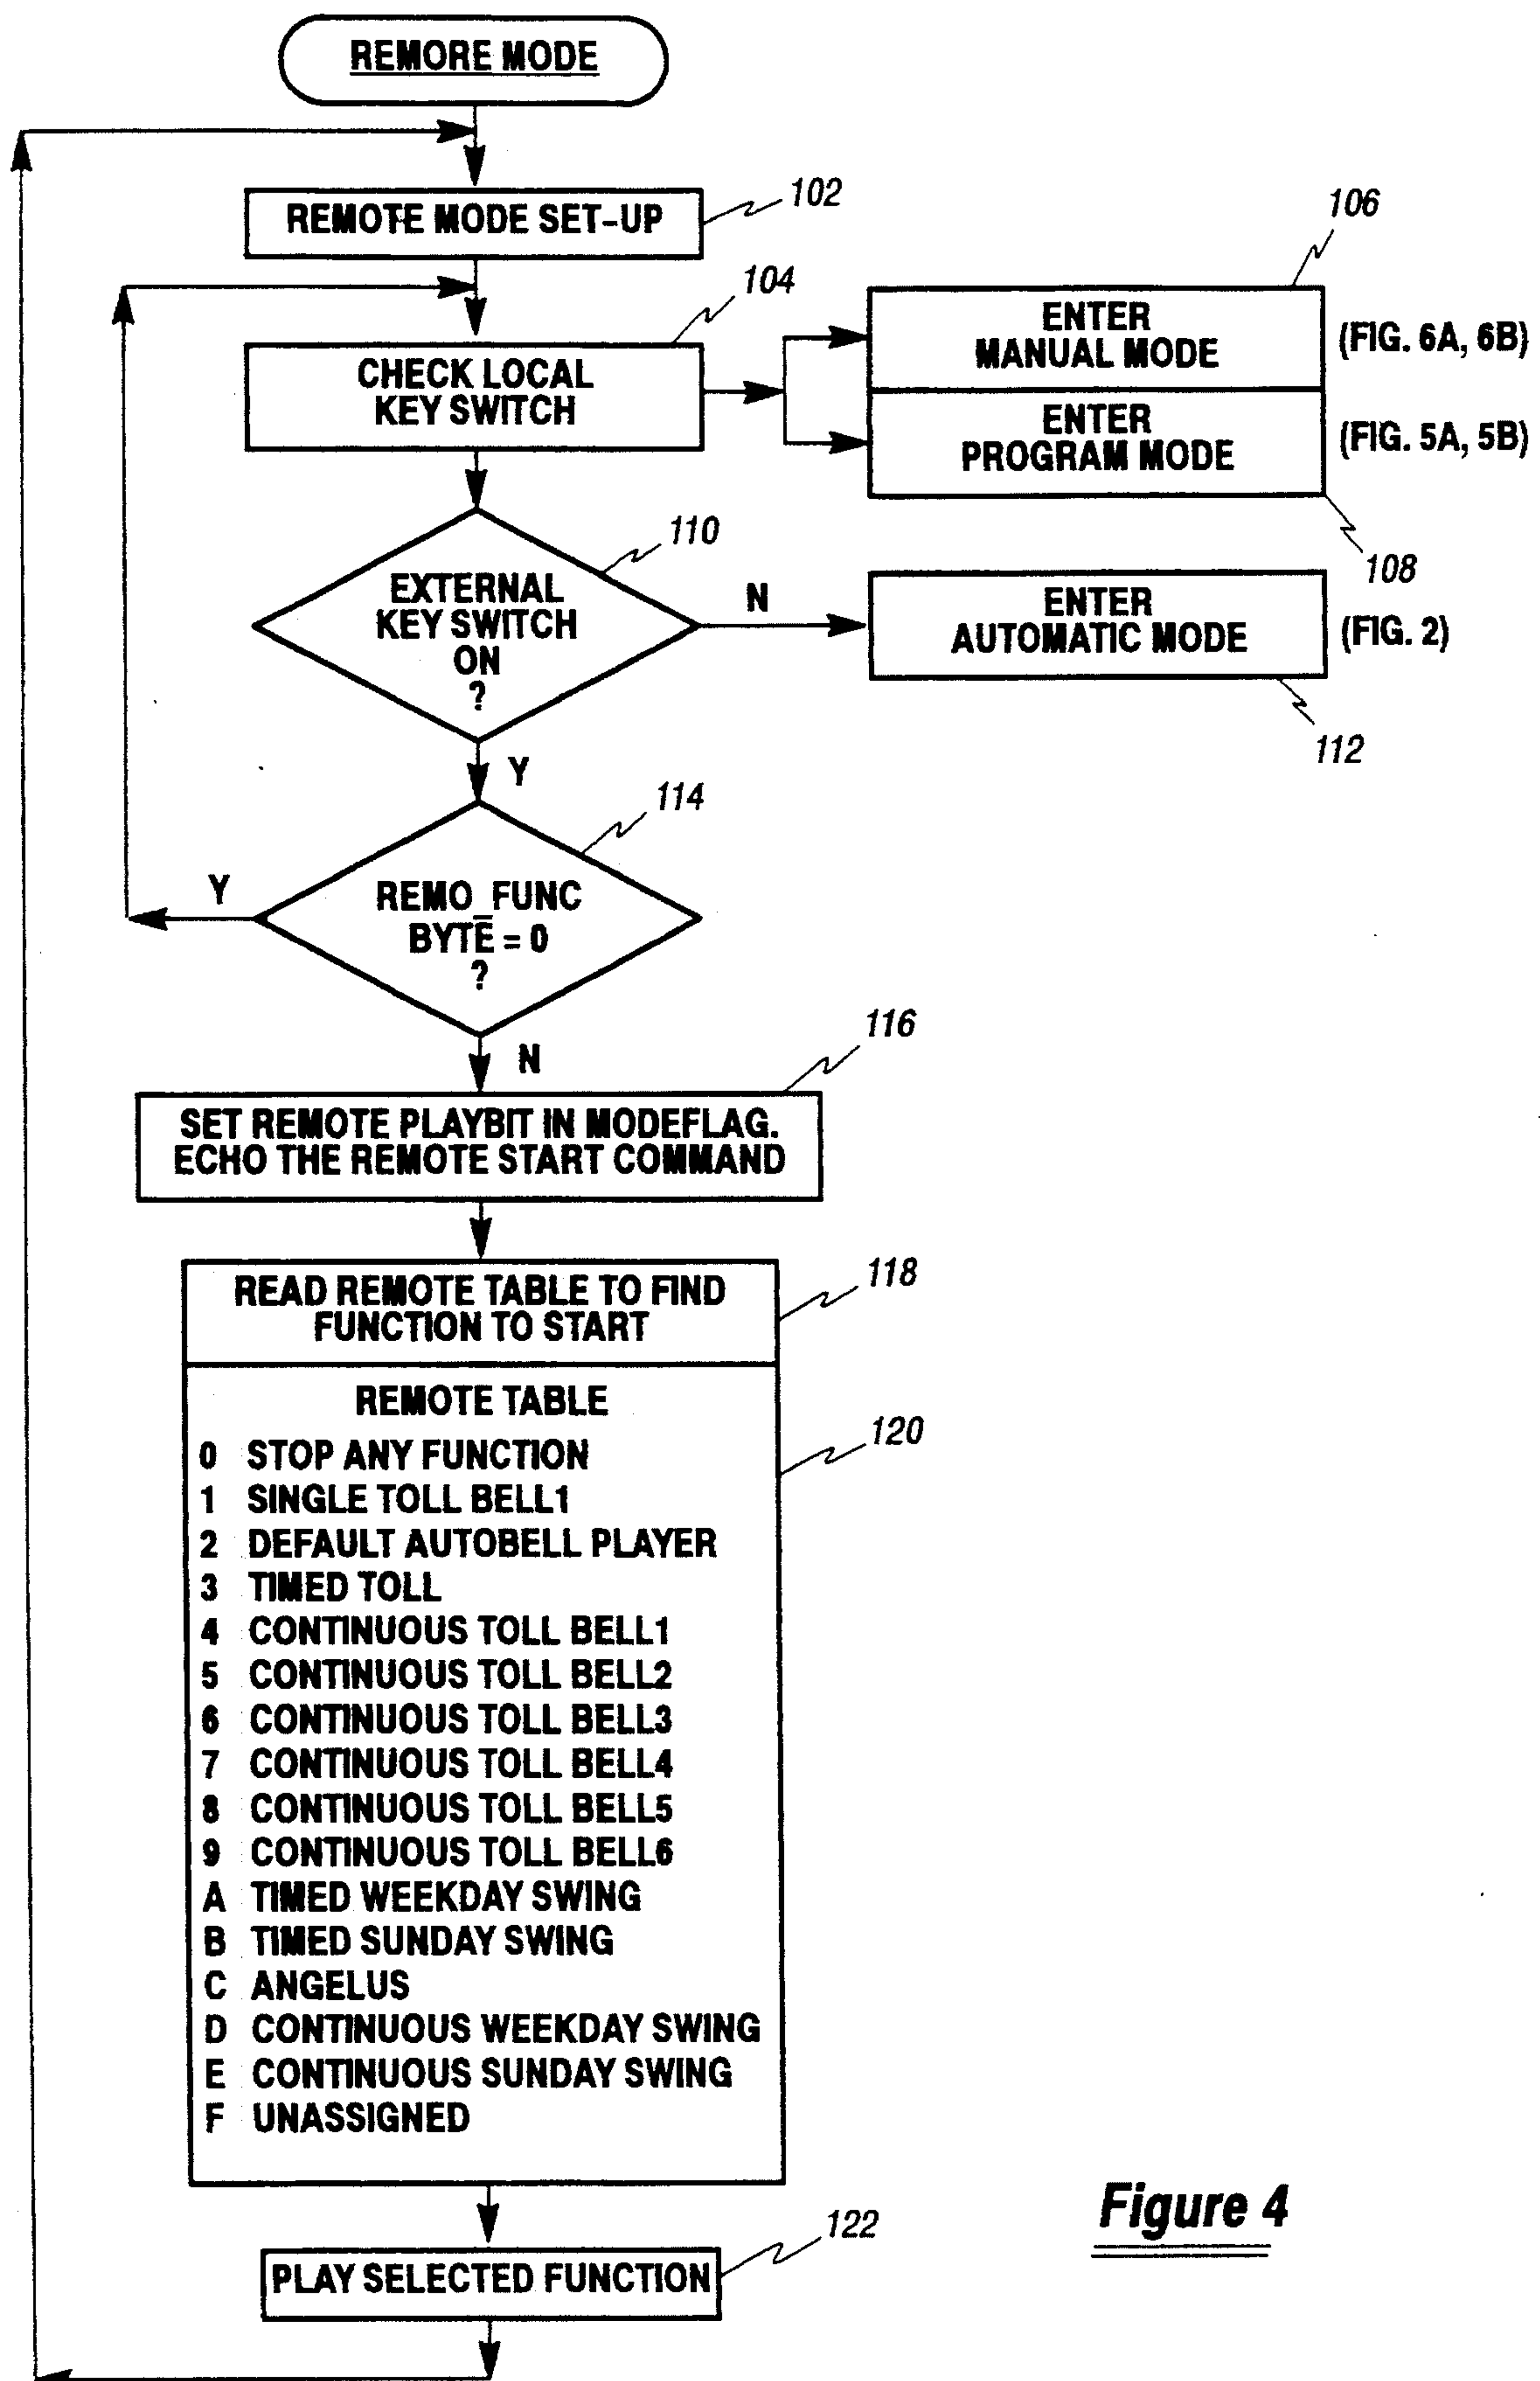 REMORE MODE
REMOTE MODE SET-UP
102
104
CHECK LOCAL
KEY SWITCH
106
ENTER
MANUAL MODE
(FIG. 6A, 6B)
ENTER
PROGRAM MODE
(FIG. 5A, 5B)
108
110
EXTERNAL
KEY SWITCH
ON
?
N
ENTER
AUTOMATIC MODE
(FIG. 2)
112
Y
114
REMO_FUNC
BYTE = 0
?
Y
N
116
SET REMOTE PLAYBIT IN MODEFLAG.
ECHO THE REMOTE START COMMAND
118
READ REMOTE TABLE TO FIND
FUNCTION TO START
REMOTE TABLE
120
0 STOP ANY FUNCTION
1 SINGLE TOLL BELL1
2 DEFAULT AUTOBELL PLAYER
3 TIMED TOLL
4 CONTINUOUS TOLL BELL1
5 CONTINUOUS TOLL BELL2
6 CONTINUOUS TOLL BELL3
7 CONTINUOUS TOLL BELL4
8 CONTINUOUS TOLL BELL5
9 CONTINUOUS TOLL BELL6
A TIMED WEEKDAY SWING
B TIMED SUNDAY SWING
C ANGELUS
D CONTINUOUS WEEKDAY SWING
E CONTINUOUS SUNDAY SWING
F UNASSIGNED
122
PLAY SELECTED FUNCTION
Figure 4